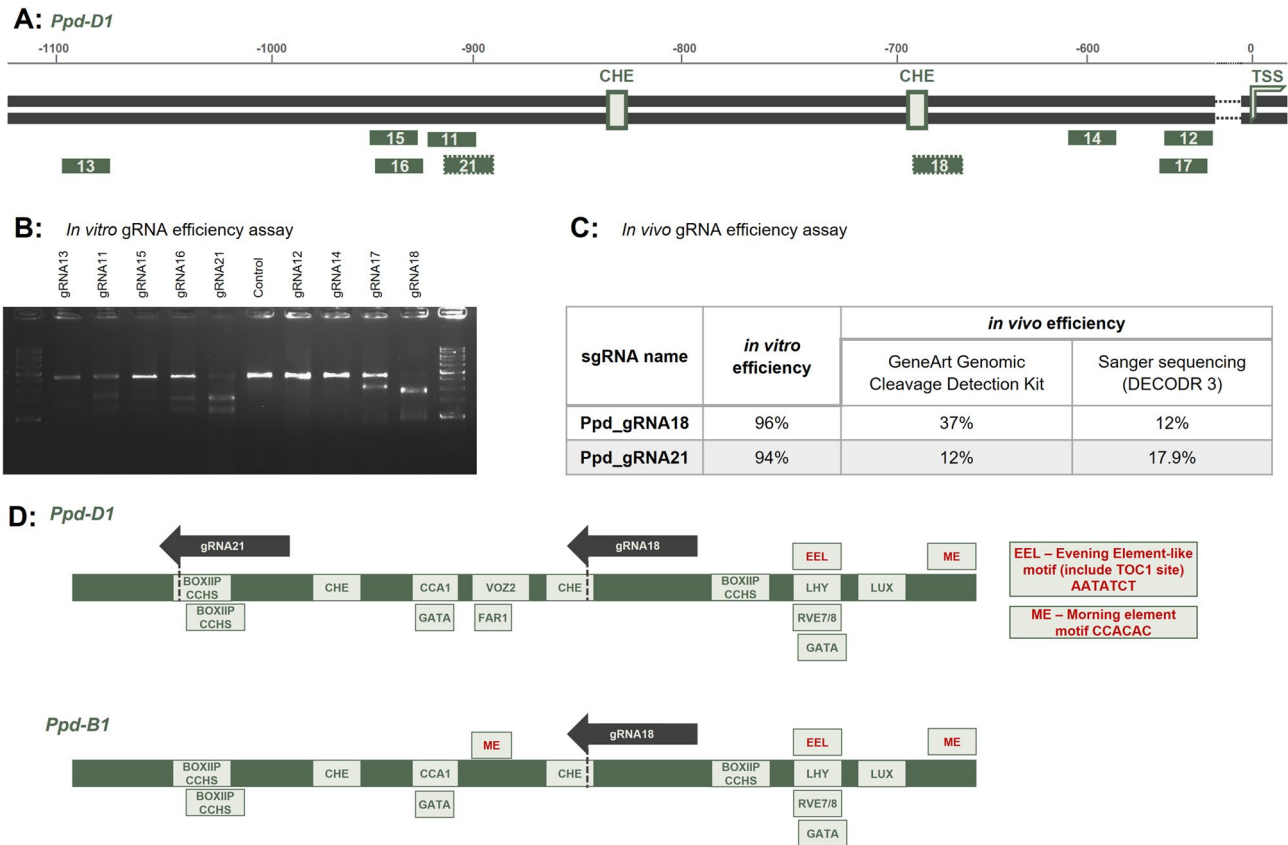 A: Ppd-D1
-1100 -1000 -900 -800 -700 -600 0
CHE CHE TSS
15 11 14 12
13 16 21 18 17
B: In vitro gRNA efficiency assay
gRNA13
gRNA11
gRNA15
gRNA16
gRNA21
Control
gRNA12
gRNA14
gRNA17
gRNA18
C: In vivo gRNA efficiency assay
sgRNA name
in vitro
efficiency
in vivo efficiency
GeneArt Genomic
Cleavage Detection Kit
Sanger sequencing
(DECODR 3)
Ppd_gRNA18 96% 37% 12%
Ppd_gRNA21 94% 12% 17.9%
D: Ppd-D1
gRNA21 gRNA18
EEL ME
BOXIIP
CCHS
CHE CCA1 VOZ2 CHE
BOXIIP
CCHS
LHY LUX
BOXIIP
CCHS
GATA FAR1 RVE7/8
GATA
EEL – Evening Element-like
motif (include TOC1 site)
AATATCT
ME – Morning element
motif CCACAC
Ppd-B1
ME gRNA18 EEL ME
BOXIIP
CCHS
CHE CCA1 CHE
BOXIIP
CCHS
LHY LUX
BOXIIP
CCHS
GATA RVE7/8
GATA